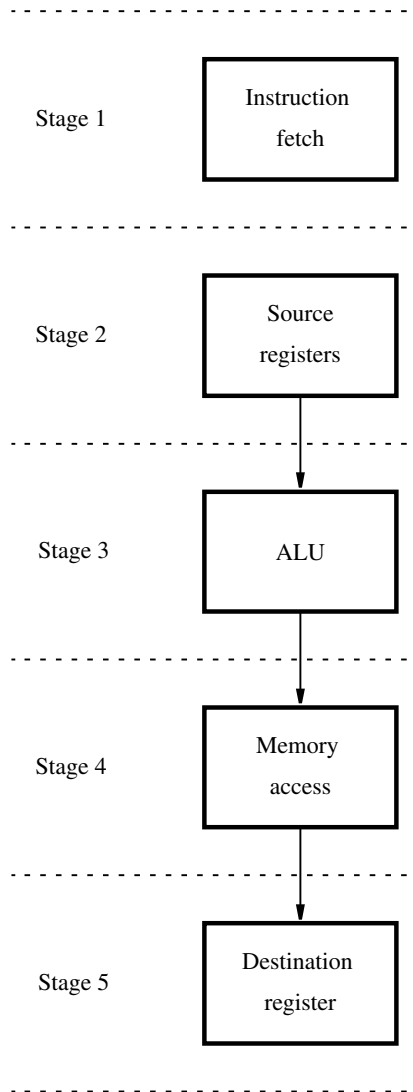 Stage 1
Instruction
fetch
Stage 2
Source
registers
Stage 3
ALU
Stage 4
Memory
access
Stage 5
Destination
register